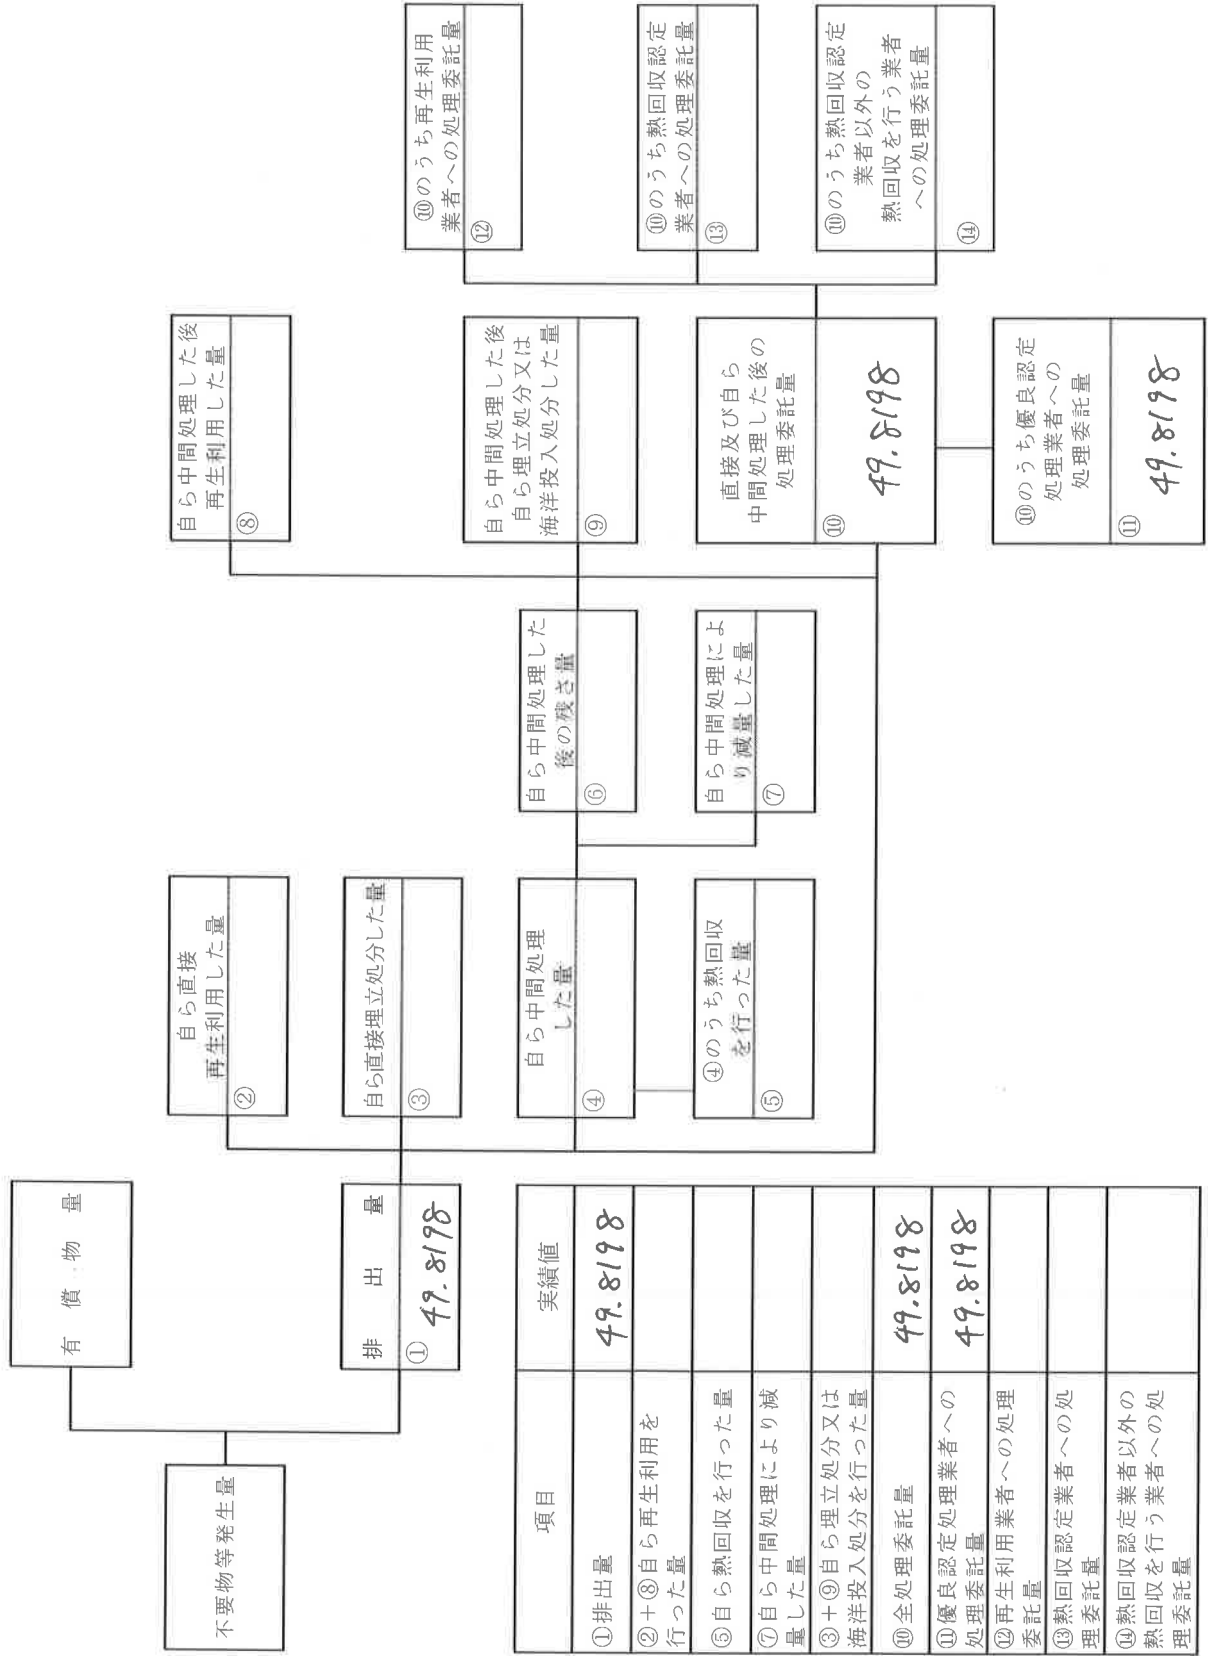 不要物等発生量
有償物量
排出量
①
49.8198
自ら直接
再生利用した量
②
自ら直接埋立処分した量
③
自ら中間処理
した量
④
④のうち熱回収
を行った量
⑤
自ら中間処理した
後の残さ量
⑥
自ら中間処理によ
り減量した量
⑦
自ら中間処理した後
再生利用した量
⑧
自ら中間処理した後
自ら埋立処分又は
海洋投入処分した量
⑨
直接及び自ら
中間処理した後の
処理委託量
⑩
49.8198
⑩のうち優良認定
処理業者への
処理委託量
⑪
49.8198
⑩のうち再生利用
業者への処理委託量
⑫
⑩のうち熱回収認定
業者への処理委託量
⑬
⑩のうち熱回収認定
業者以外の
熱回収を行う業者
への処理委託量
⑭
項目 実績値
①排出量 49.8198
②+⑧自ら再生利用を
行った量
⑤自ら熱回収を行った量
⑦自ら中間処理により減
量した量
③+⑨自ら埋立処分又は
海洋投入処分を行った量
⑩全処理委託量 49.8198
⑪優良認定処理業者への
処理委託量 49.8198
⑫再生利用業者への処理
委託量
⑬熱回収認定業者への処
理委託量
⑭熱回収認定業者以外の
熱回収を行う業者への処
理委託量